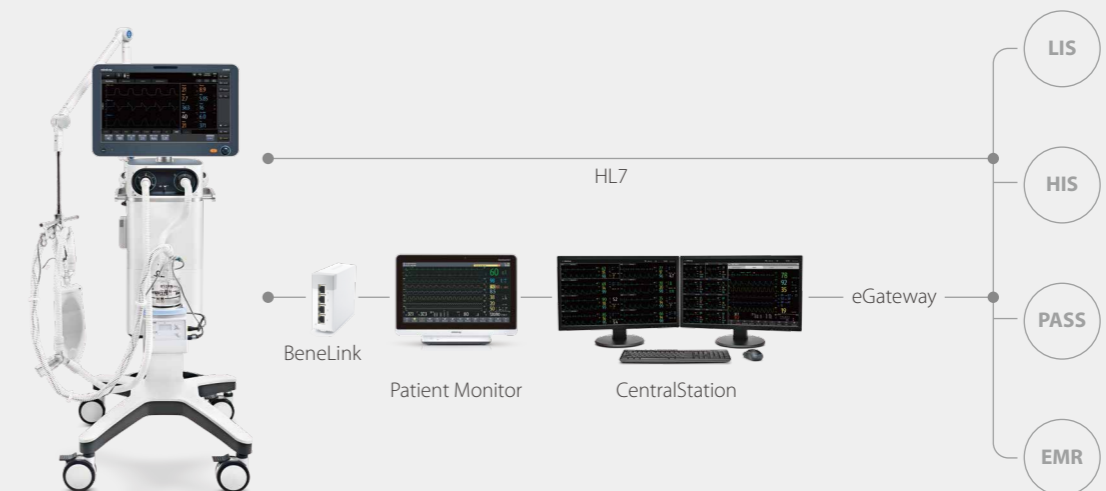 LIS
HL7
HIS
eGateway
BeneLink
PASS
Patient Monitor
CentralStation
EMR